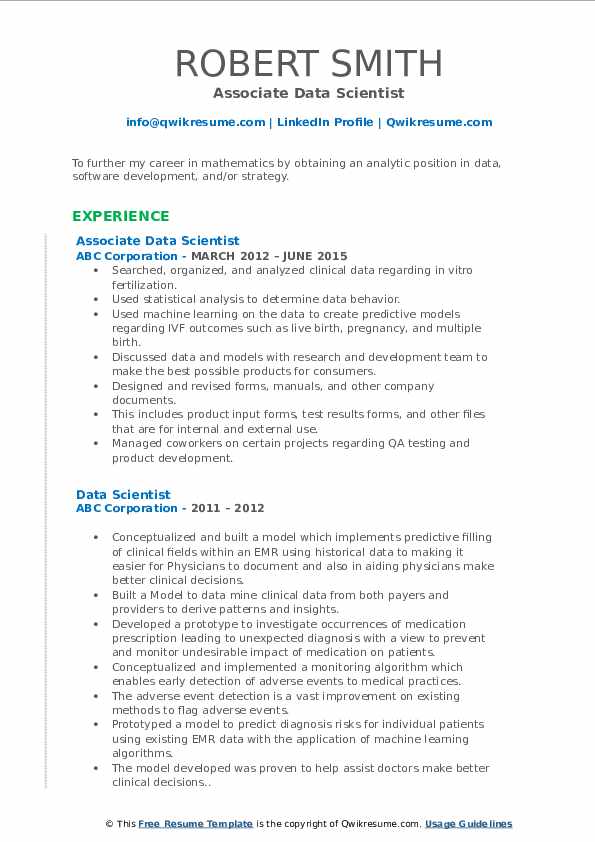 ROBERT SMITH
Associate Data Scientist
info@qwikresume.com | LinkedIn Profile | Qwikresume.com
To further my career in mathematics by obtaining an analytic position in data,
software development, and/or strategy.
EXPERIENCE
Associate Data Scientist
ABC Corporation - MARCH 2012 – JUNE 2015
• Searched, organized, and analyzed clinical data regarding in vitro
fertilization.
• Used statistical analysis to determine data behavior.
• Used machine learning on the data to create predictive models
regarding IVF outcomes such as live birth, pregnancy, and multiple
birth.
• Discussed data and models with research and development team to
make the best possible products for consumers.
• Designed and revised forms, manuals, and other company
documents.
• This includes product input forms, test results forms, and other files
that are for internal and external use.
• Managed coworkers on certain projects regarding QA testing and
product development.
Data Scientist
ABC Corporation - 2011 – 2012
• Conceptualized and built a model which implements predictive filling
of clinical fields within an EMR using historical data to making it
easier for Physicians to document and also in aiding physicians make
better clinical decisions.
• Built a Model to data mine clinical data from both payers and
providers to derive patterns and insights.
• Developed a prototype to investigate occurrences of medication
prescription leading to unexpected diagnosis with a view to prevent
and monitor undesirable impact of medication on patients.
• Conceptualized and implemented a monitoring algorithm which
enables early detection of adverse events to medical practices.
• The adverse event detection is a vast improvement on existing
methods to flag adverse events.
• Prototyped a model to predict diagnosis risks for individual patients
using existing EMR data with the application of machine learning
algorithms.
• The model developed was proven to help assist doctors make better
clinical decisions..
© This Free Resume Template is the copyright of Qwikresume.com. Usage Guidelines